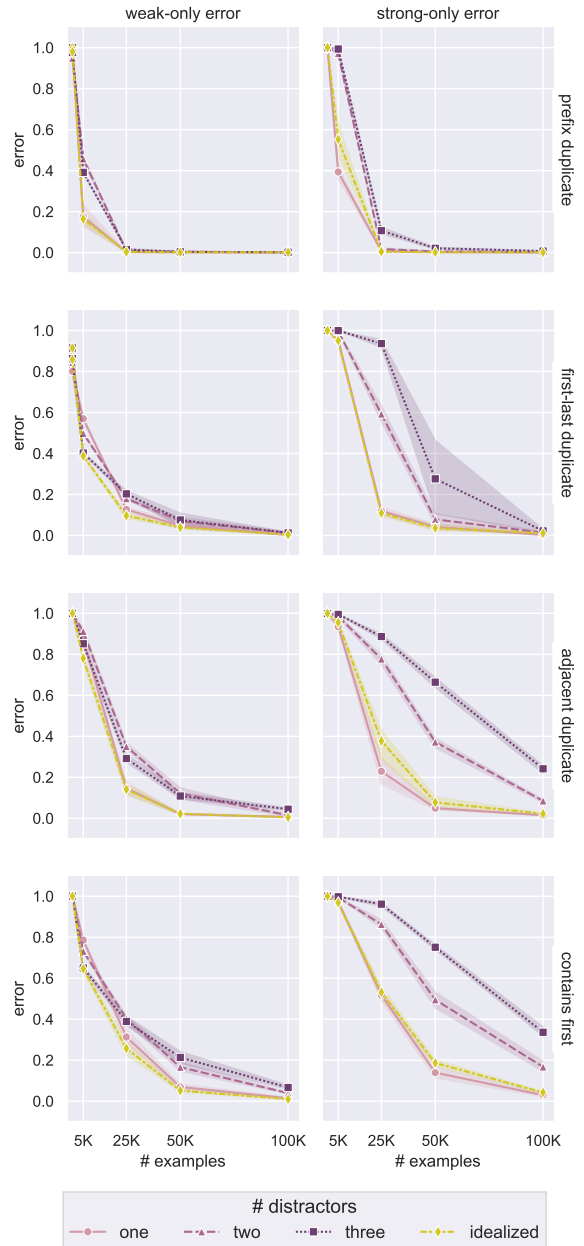 weak-only error strong-only error
1.0
0.8
0.6
0.4
0.2
0.0
error
prefix duplicate
1.0
0.8
0.6
0.4
0.2
0.0
error
first-last duplicate
1.0
0.8
0.6
0.4
0.2
0.0
error
adjacent duplicate
1.0
0.8
0.6
0.4
0.2
0.0
error
contains first
5K 25K 50K 100K 5K 25K 50K 100K
# examples # examples
# distractors
one two three idealized